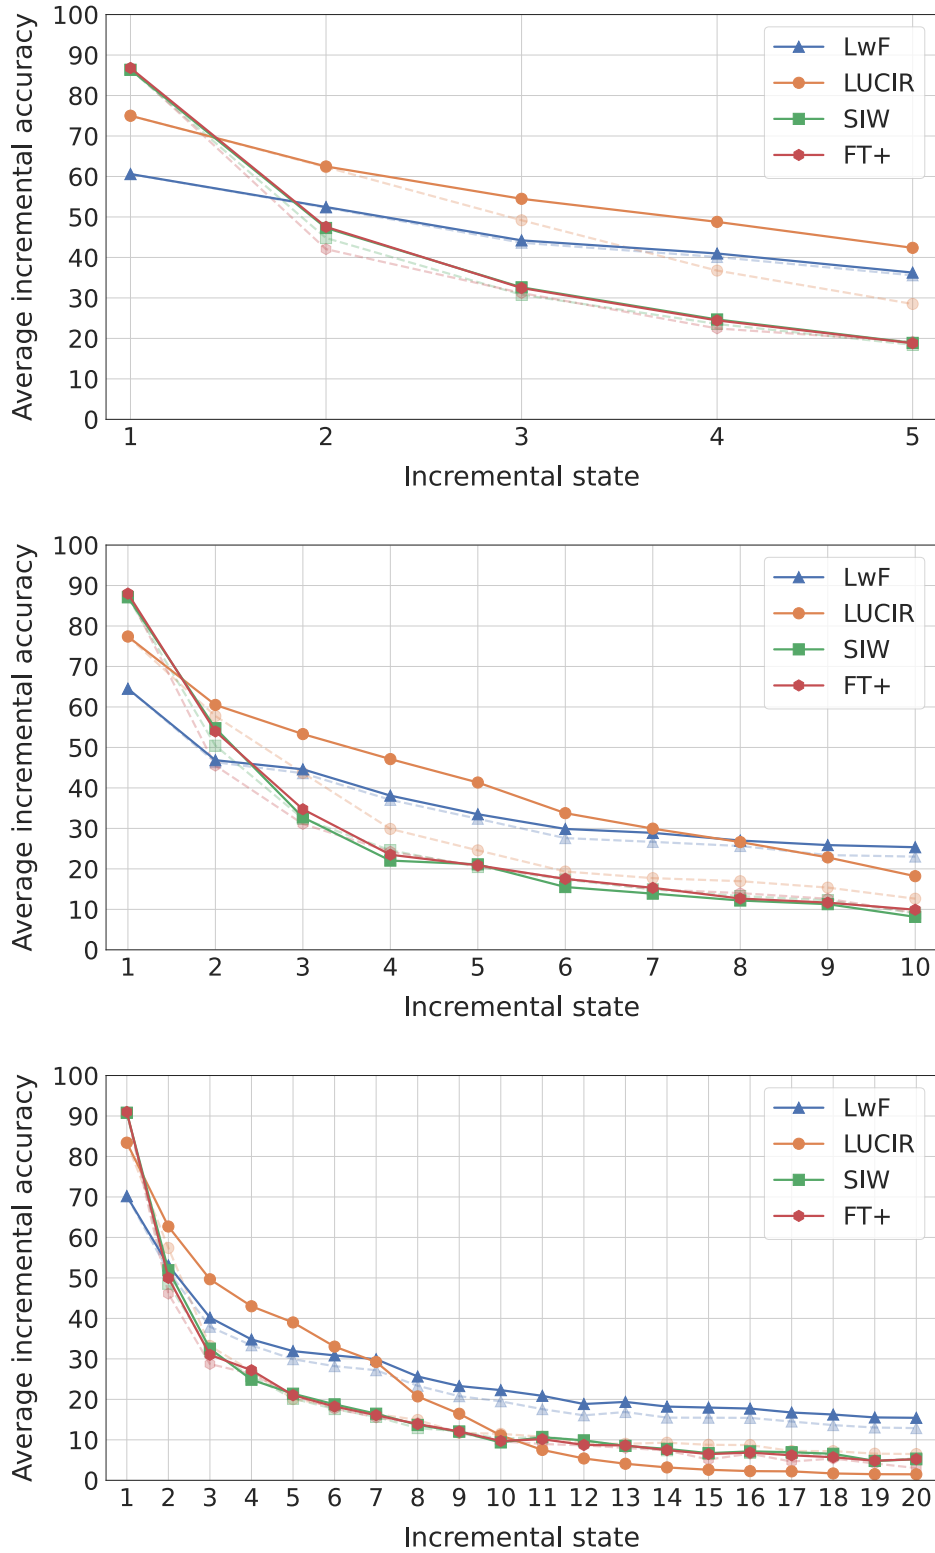 Average incremental accuracy
100
90
80
70
60
50
40
30
20
10
0
LwF
LUCIR
SIW
FT+
1 2 3 4 5
Incremental state
Average incremental accuracy
100
90
80
70
60
50
40
30
20
10
0
LwF
LUCIR
SIW
FT+
1 2 3 4 5 6 7 8 9 10
Incremental state
Average incremental accuracy
100
90
80
70
60
50
40
30
20
10
0
LwF
LUCIR
SIW
FT+
1 2 3 4 5 6 7 8 9 10 11 12 13 14 15 16 17 18 19 20
Incremental state